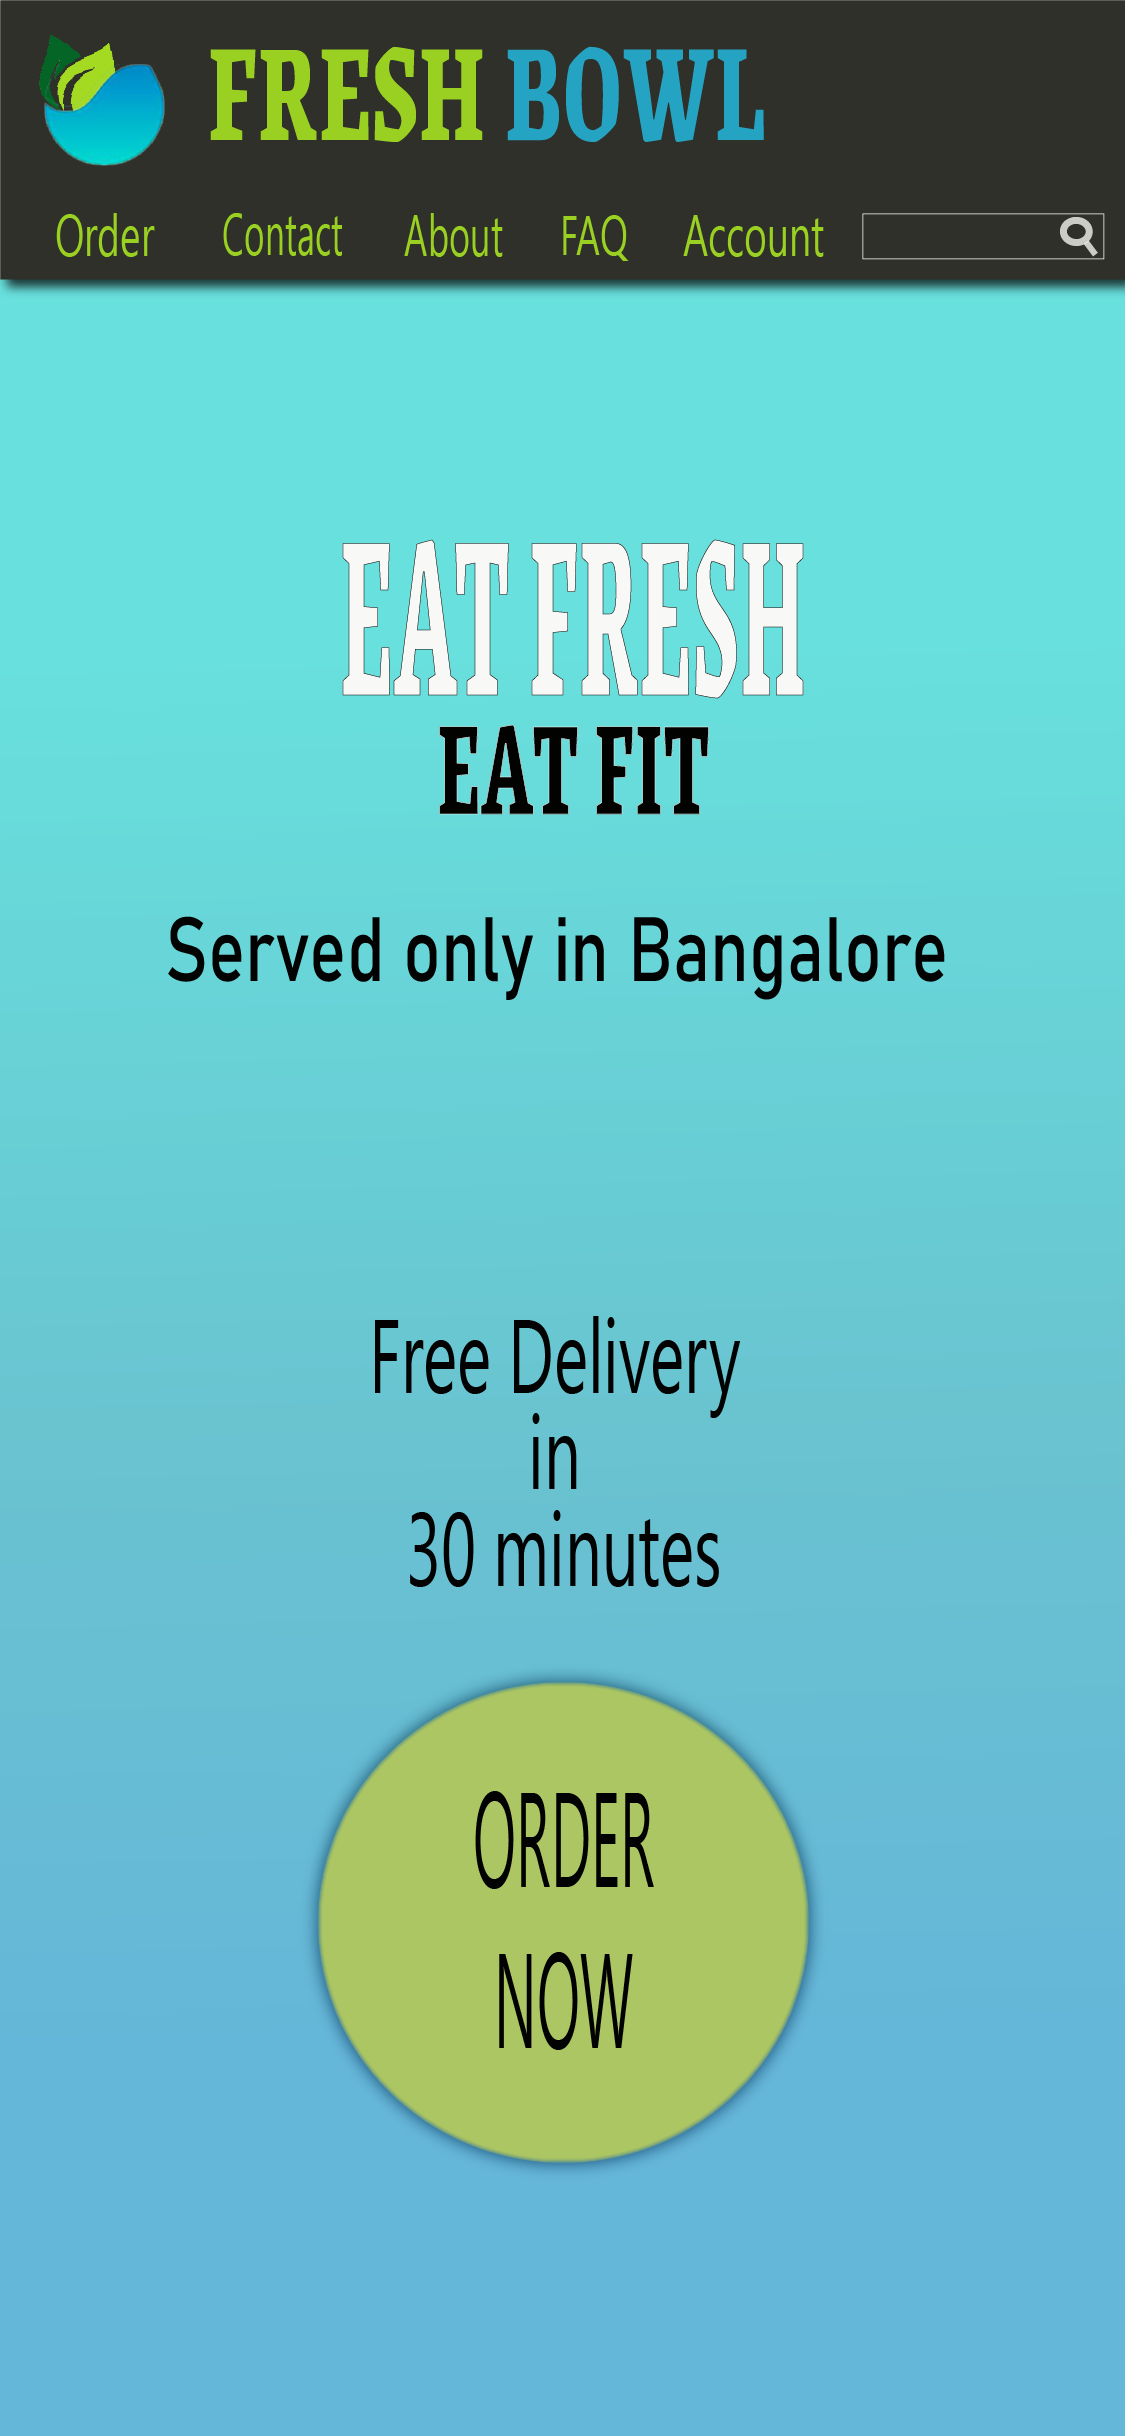 FRESH BOWL
Order Contact About FAQ Account
EAT FRESH
EAT FIT
Served only in Bangalore
Free Delivery
in
30 minutes
ORDER
NOW